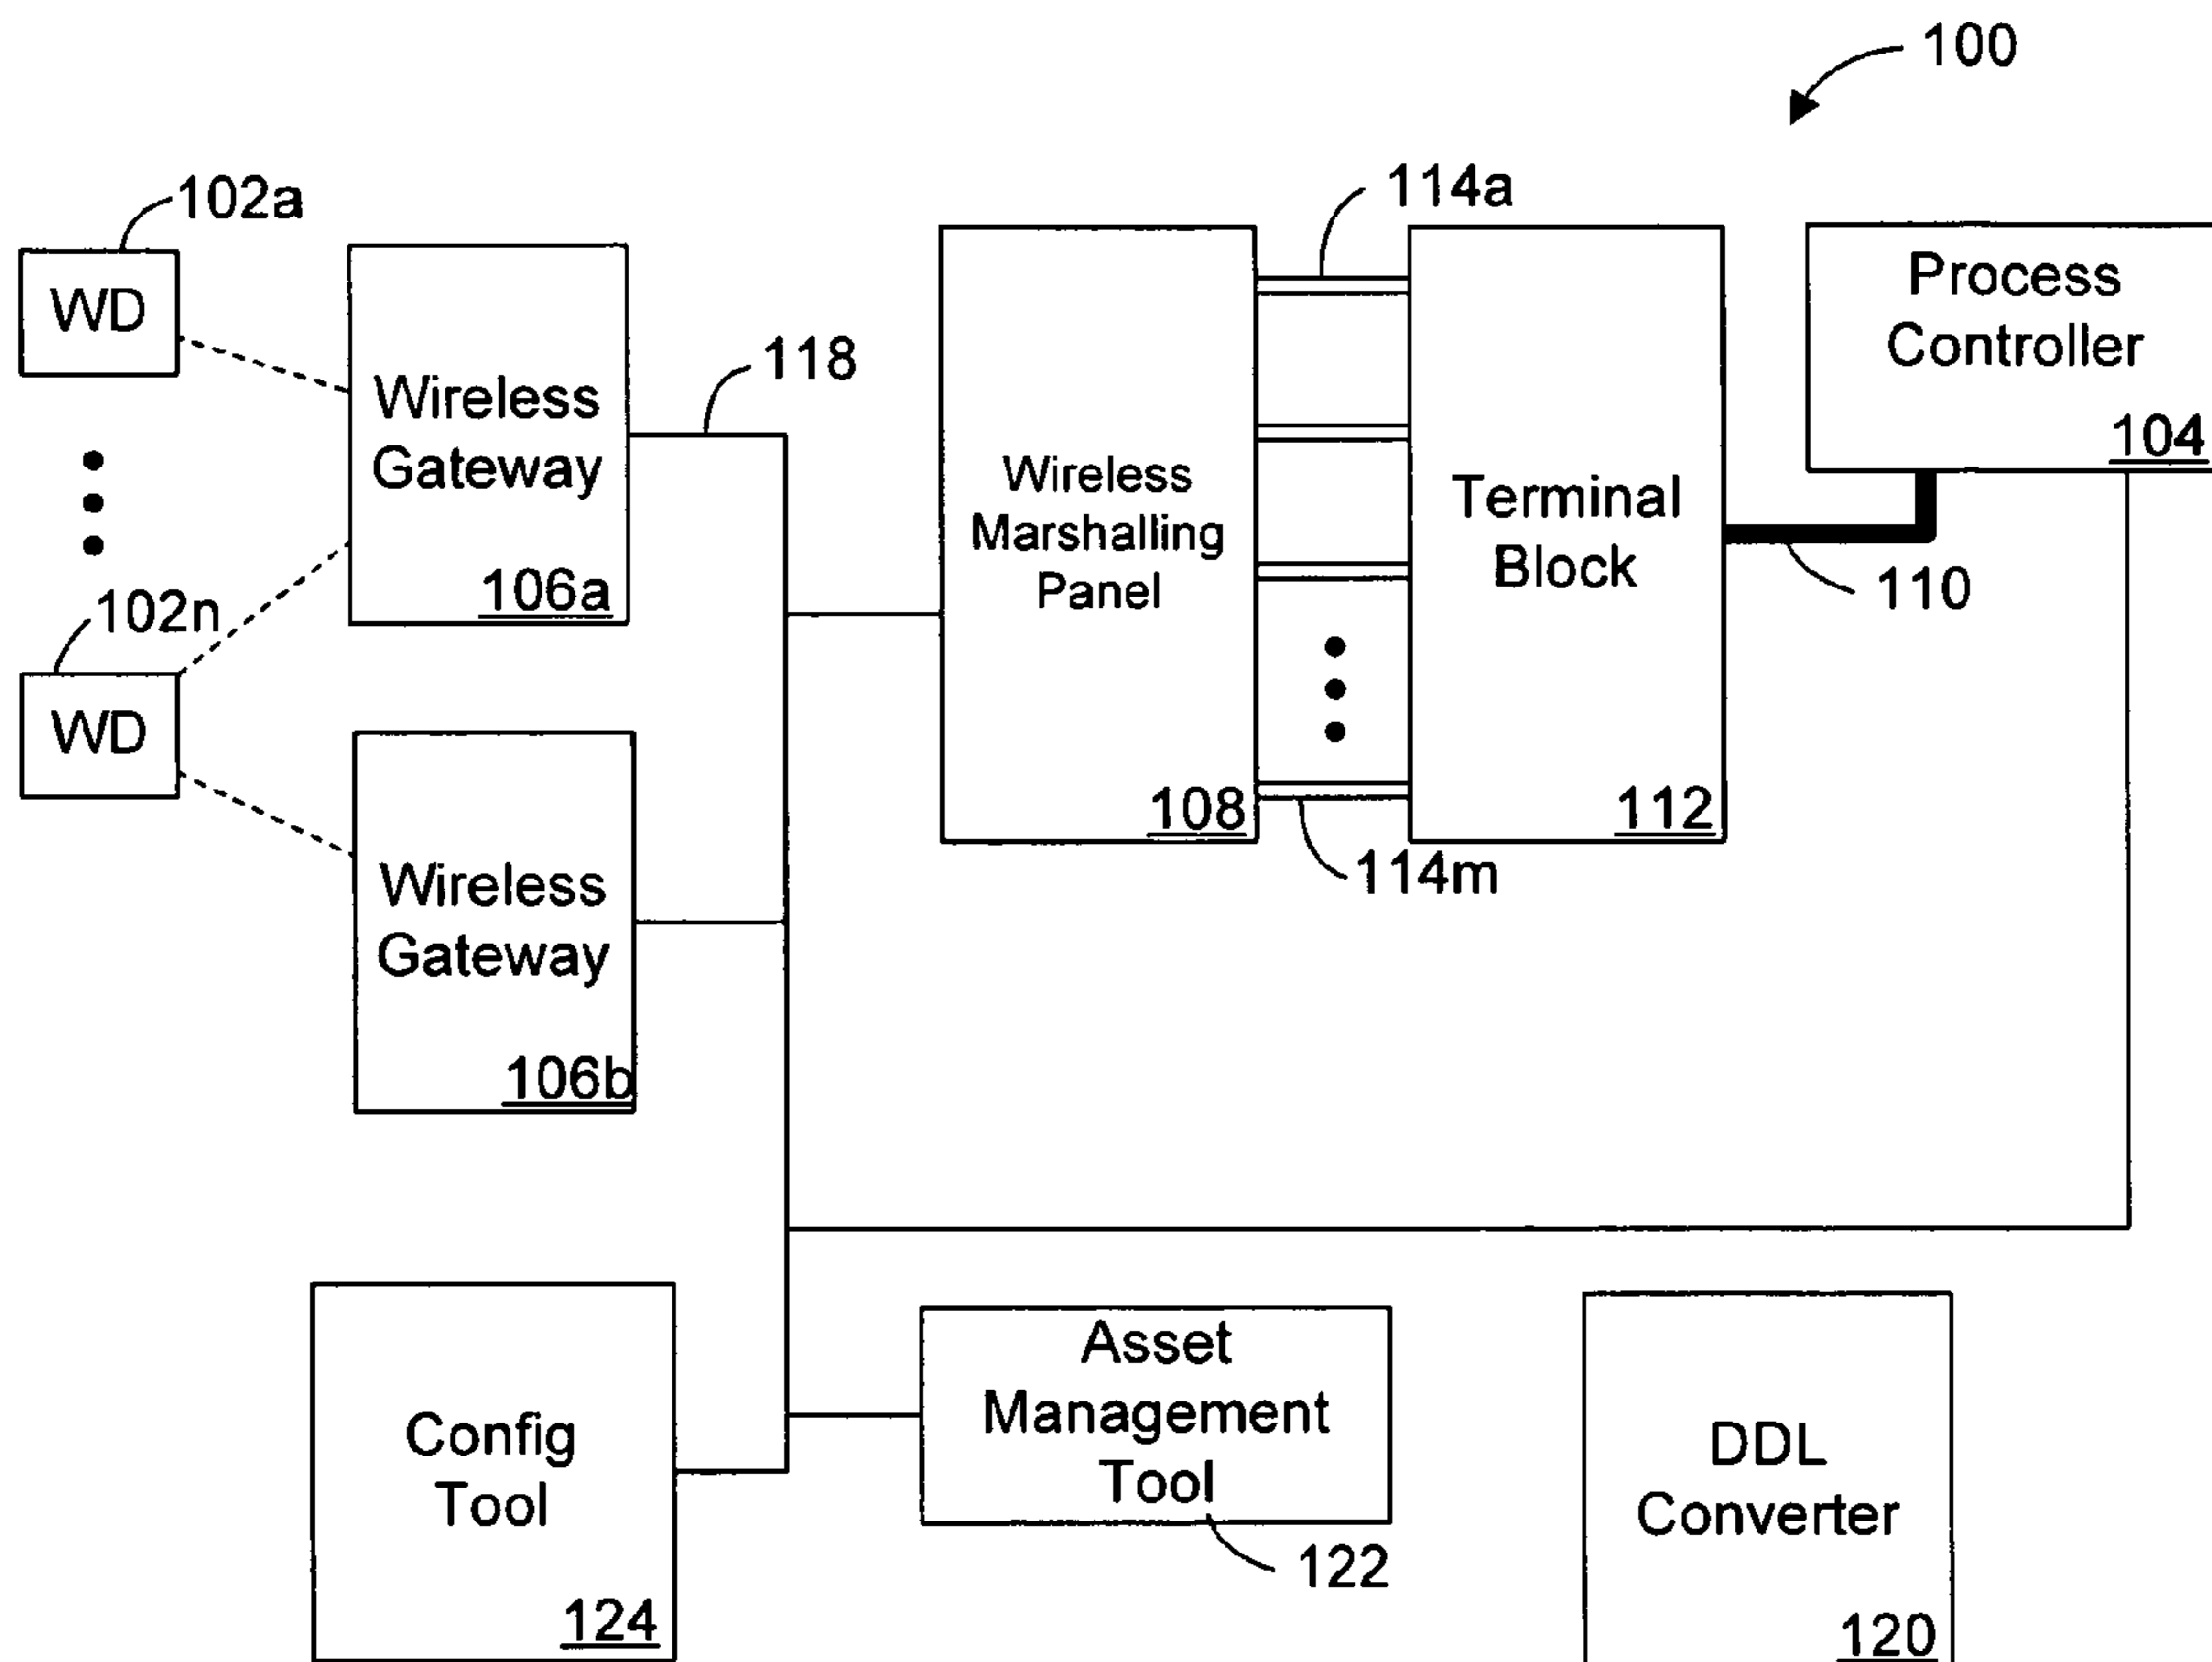 100
102a
114a
WD
Process
Controller
104
118
Wireless
Gateway
106a
Wireless
Marshalling
Panel
108
Terminal
Block
112
110
102n
WD
114m
Wireless
Gateway
106b
Asset
Management
Tool
122
Config
Tool
124
DDL
Converter
120